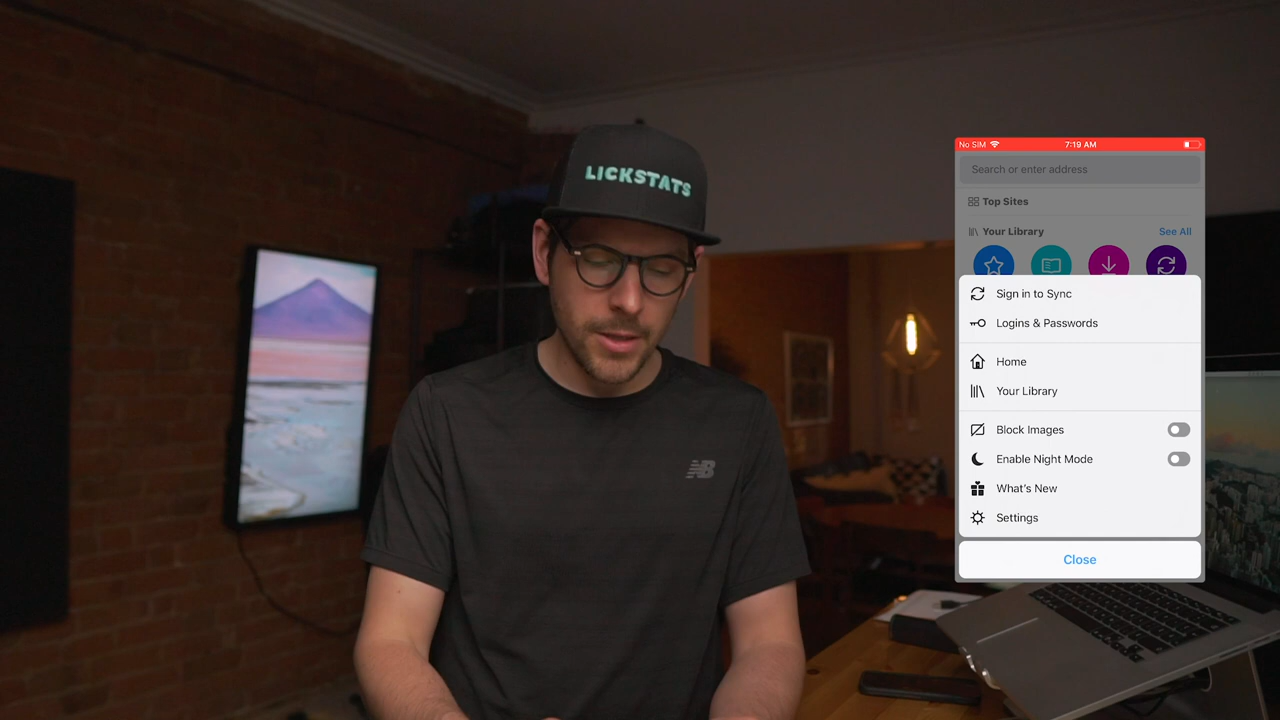 LICKSTATS
NB
No SIM 7:19 AM
Search or enter address
Top Sites
Your Library See All
Sign in to Sync
Logins & Passwords
Home
Your Library
Block Images
Enable Night Mode
What's New
Settings
Close